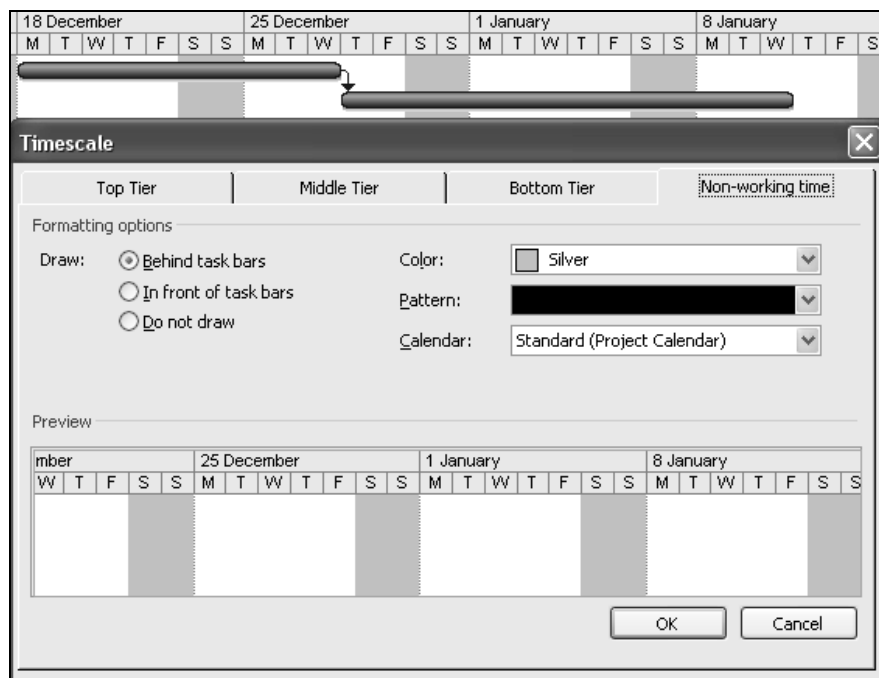 18 December 25 December 1 January 8 January
M T W T F S S M T W T F S S M T W T F S S M T W T F S
Timescale
Top Tier Middle Tier Bottom Tier Non-working time
Formatting options
Draw: Behind task bars Color: Silver
In front of task bars Pattern:
Do not draw Calendar: Standard (Project Calendar)
Preview
mber 25 December 1 January 8 January
W T F S S M T W T F S S M T W T F S S M T W T F S S
OK Cancel